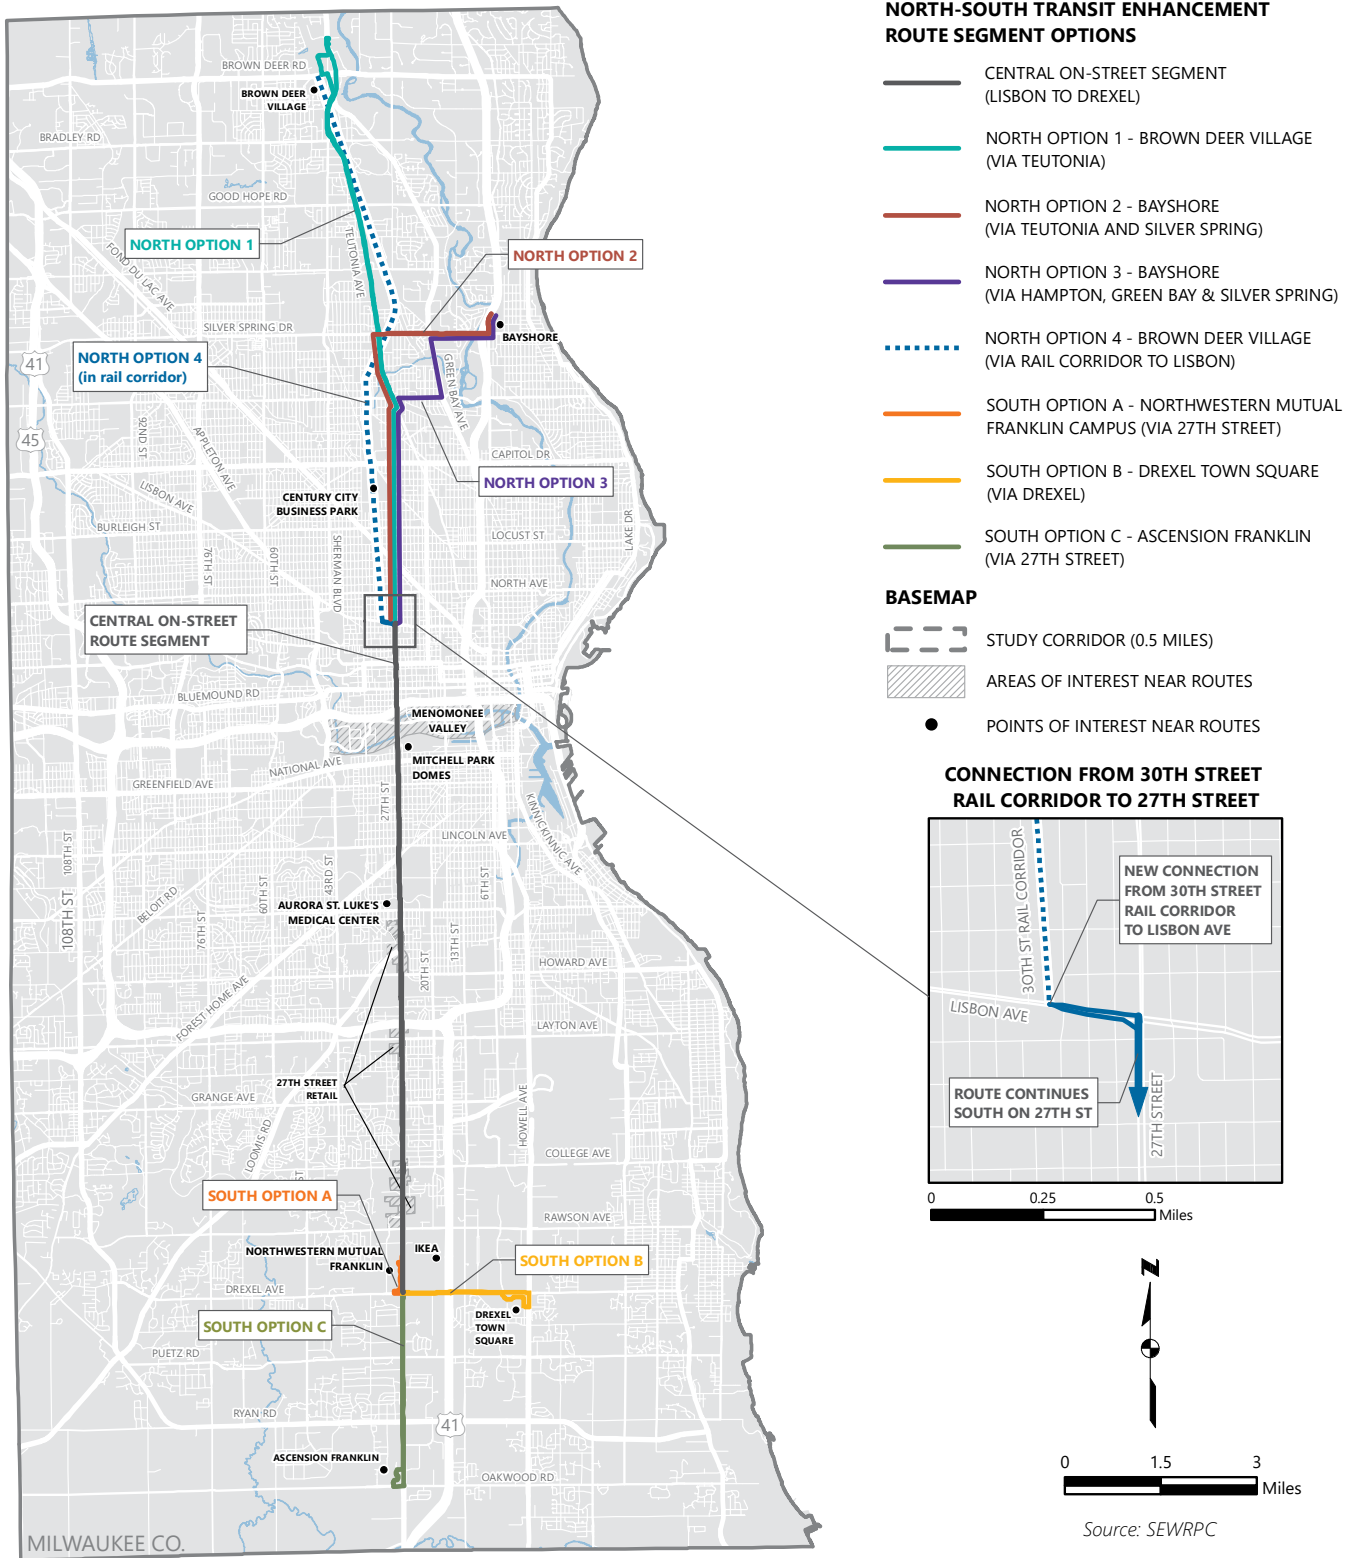 NORTH-SOUTH TRANSIT ENHANCEMENT
ROUTE SEGMENT OPTIONS
CENTRAL ON-STREET SEGMENT
(LISBON TO DREXEL)
NORTH OPTION 1 - BROWN DEER VILLAGE
(VIA TEUTONIA)
NORTH OPTION 2 - BAYSHORE
(VIA TEUTONIA AND SILVER SPRING)
NORTH OPTION 3 - BAYSHORE
(VIA HAMPTON, GREEN BAY & SILVER SPRING)
NORTH OPTION 4 - BROWN DEER VILLAGE
(VIA RAIL CORRIDOR TO LISBON)
SOUTH OPTION A - NORTHWESTERN MUTUAL
FRANKLIN CAMPUS (VIA 27TH STREET)
SOUTH OPTION B - DREXEL TOWN SQUARE
(VIA DREXEL)
SOUTH OPTION C - ASCENSION FRANKLIN
(VIA 27TH STREET)
BASEMAP
STUDY CORRIDOR (0.5 MILES)
AREAS OF INTEREST NEAR ROUTES
POINTS OF INTEREST NEAR ROUTES
CONNECTION FROM 30TH STREET
RAIL CORRIDOR TO 27TH STREET
30TH ST RAIL CORRIDOR
NEW CONNECTION
FROM 30TH STREET
RAIL CORRIDOR
TO LISBON AVE
LISBON AVE
ROUTE CONTINUES
SOUTH ON 27TH ST
27TH STREET
0 0.25 0.5
Miles
N
0 1.5 3
Miles
Source: SEWRPC
BROWN DEER RD
BROWN DEER
VILLAGE
BRADLEY RD
GOOD HOPE RD
NORTH OPTION 1
TEUTONIA AVE
FOND DU LAC AVE
NORTH OPTION 2
SILVER SPRING DR
BAYSHORE
41
NORTH OPTION 4
(in rail corridor)
GREEN BAY AVE
45
92ND ST
APPLETON AVE
CAPITOL DR
NORTH OPTION 3
LISBON AVE
CENTURY CITY
BUSINESS PARK
BURLEIGH ST
LOCUST ST
LAKE DR
76TH ST
60TH ST
SHERMAN BLVD
NORTH AVE
CENTRAL ON-STREET
ROUTE SEGMENT
BLUEMOUND RD
MENOMONEE
VALLEY
MITCHELL PARK
DOMES
NATIONAL AVE
GREENFIELD AVE
27TH ST
KINNICKINNIC AVE
LINCOLN AVE
108TH ST
108TH ST
43RD ST
60TH ST
6TH ST
BELOIT RD
76TH ST
AURORA ST. LUKE'S
MEDICAL CENTER
13TH ST
20TH ST
HOWARD AVE
FOREST HOME AVE
LAYTON AVE
27TH STREET
RETAIL
GRANGE AVE
HOWELL AVE
LOOMIS RD
COLLEGE AVE
ST
SOUTH OPTION A
RAWSON AVE
NORTHWESTERN MUTUAL
FRANKLIN
IKEA
SOUTH OPTION B
DREXEL AVE
DREXEL
TOWN
SQUARE
SOUTH OPTION C
PUETZ RD
RYAN RD
41
ASCENSION FRANKLIN
OAKWOOD RD
MILWAUKEE CO.